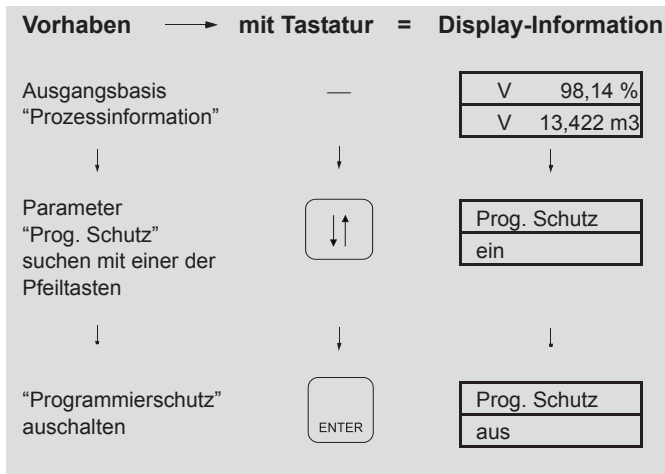 Vorhaben mit Tastatur = Display-Information
Ausgangsbasis
“Prozessinformation”
—
V 98,14 %
V 13,422 m3
Parameter
“Prog. Schutz”
suchen mit einer der
Pfeiltasten
Prog. Schutz
ein
“Programmierschutz”
auschalten
ENTER
Prog. Schutz
aus